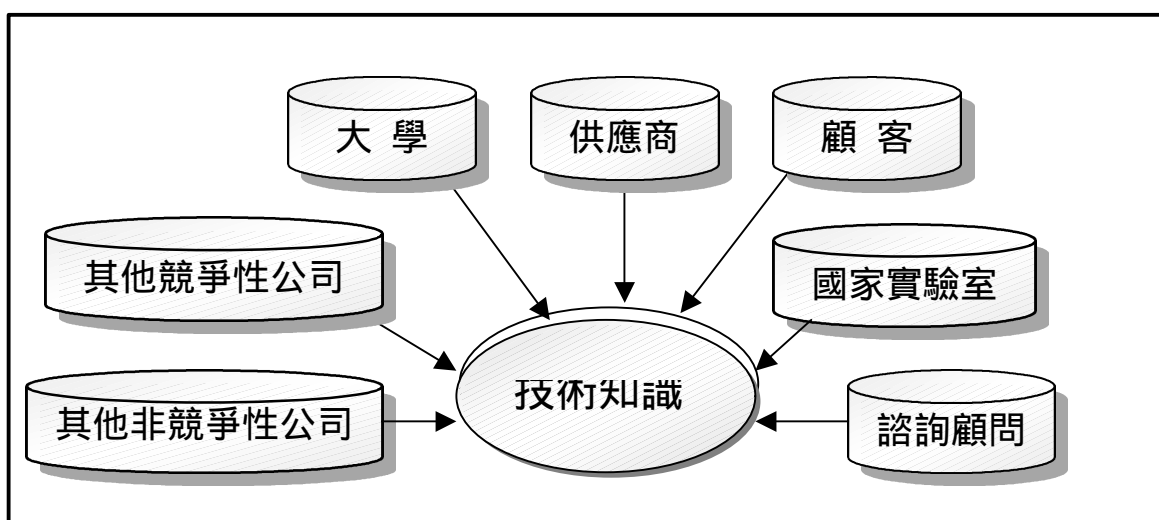 大 學
供應商
顧 客
其他競爭性公司
國家實驗室
技術知識
其他非競爭性公司
諮詢顧問